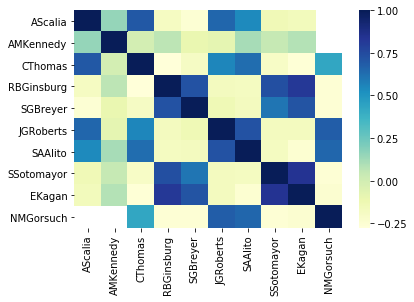 AScalia
AMKennedy
CThomas
RBGinsburg
SGBreyer
JGRoberts
SAAlito
SSotomayor
EKagan
NMGorsuch
AScalia
AMKennedy
CThomas
RBGinsburg
SGBreyer
JGRoberts
SAAlito
SSotomayor
EKagan
NMGorsuch
1.00
0.75
0.50
0.25
0.00
−0.25